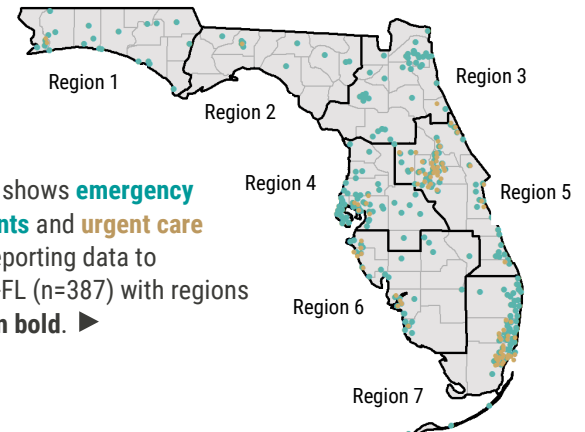 Region 1
Region 2
Region 3
Region 4
Region 5
shows emergency
nts and urgent care
eporting data to
FL (n=387) with regions
n bold. ►
Region 6
Region 7